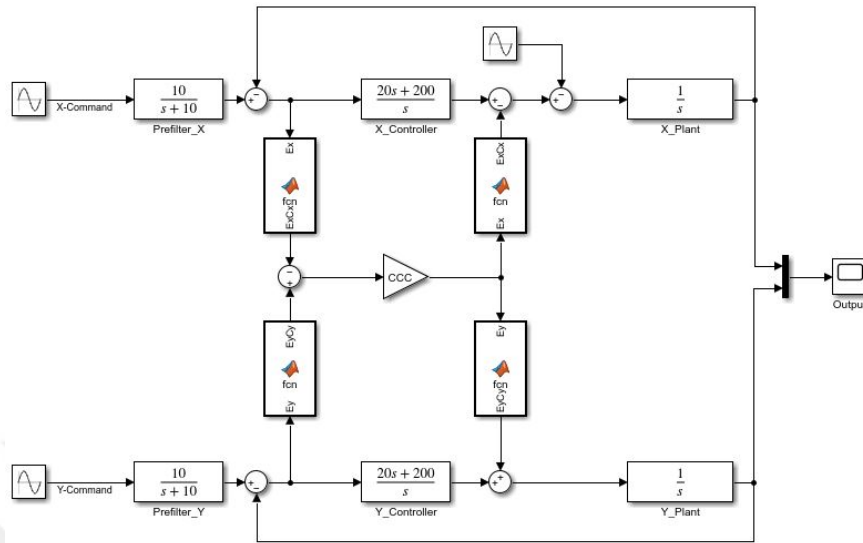 X-Command
10
s + 10
Prefilter_X
20s + 200
s
X_Controller
1
s
X_Plant
Ex
fcn
ExCx
ExCx
fcn
Ex
CCC
Output
EyCy
fcn
Ey
Ey
fcn
EyCy
Y-Command
10
s + 10
Prefilter_Y
20s + 200
s
Y_Controller
1
s
Y_Plant